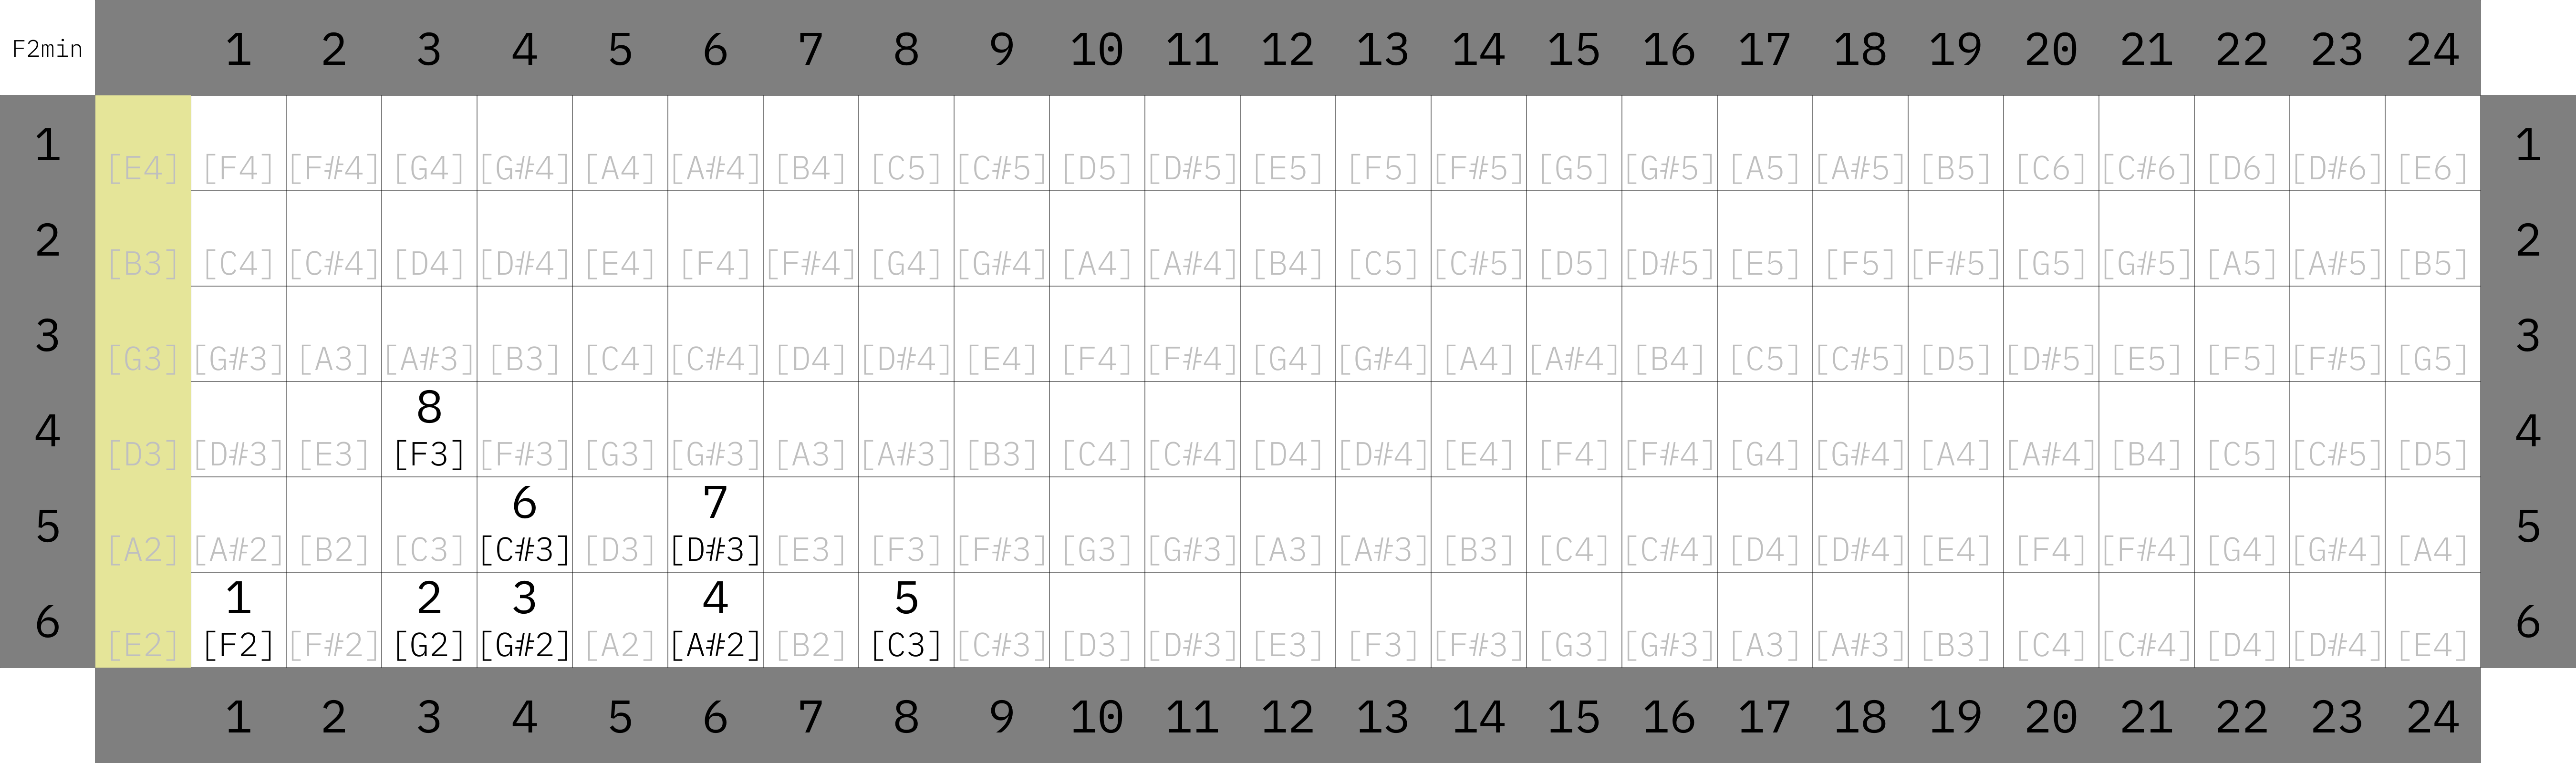 F2min 1 2 3 4 5 6 7 8 9 10 11 12 13 14 15 16 17 18 19 20 21 22 23 24
1 [E4] [F4] [F#4] [G4] [G#4] [A4] [A#4] [B4] [C5] [C#5] [D5] [D#5] [E5] [F5] [F#5] [G5] [G#5] [A5] [A#5] [B5] [C6] [C#6] [D6] [D#6] [E6] 1
2 [B3] [C4] [C#4] [D4] [D#4] [E4] [F4] [F#4] [G4] [G#4] [A4] [A#4] [B4] [C5] [C#5] [D5] [D#5] [E5] [F5] [F#5] [G5] [G#5] [A5] [A#5] [B5] 2
3 [G3] [G#3] [A3] [A#3] [B3] [C4] [C#4] [D4] [D#4] [E4] [F4] [F#4] [G4] [G#4] [A4] [A#4] [B4] [C5] [C#5] [D5] [D#5] [E5] [F5] [F#5] [G5] 3
8
4 [D3] [D#3] [E3] [F3] [F#3] [G3] [G#3] [A3] [A#3] [B3] [C4] [C#4] [D4] [D#4] [E4] [F4] [F#4] [G4] [G#4] [A4] [A#4] [B4] [C5] [C#5] [D5] 4
6 7
5 [A2] [A#2] [B2] [C3] [C#3] [D3] [D#3] [E3] [F3] [F#3] [G3] [G#3] [A3] [A#3] [B3] [C4] [C#4] [D4] [D#4] [E4] [F4] [F#4] [G4] [G#4] [A4] 5
1 2 3 4 5
6 [E2] [F2] [F#2] [G2] [G#2] [A2] [A#2] [B2] [C3] [C#3] [D3] [D#3] [E3] [F3] [F#3] [G3] [G#3] [A3] [A#3] [B3] [C4] [C#4] [D4] [D#4] [E4] 6
1 2 3 4 5 6 7 8 9 10 11 12 13 14 15 16 17 18 19 20 21 22 23 24